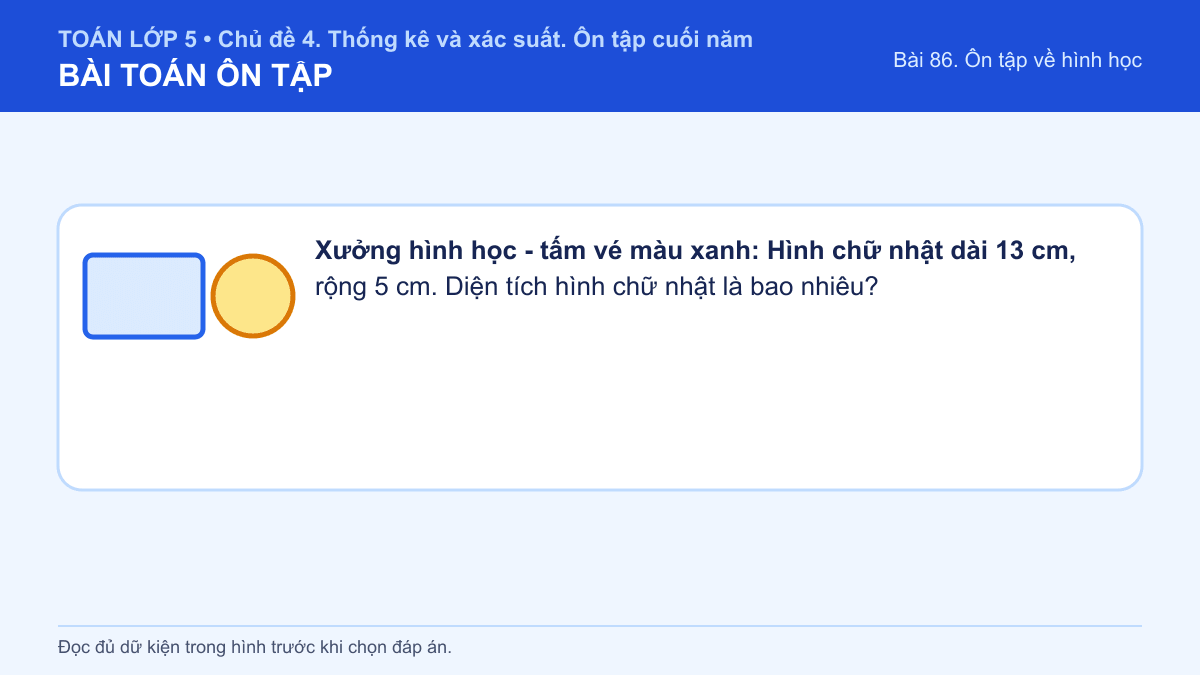 TOÁN LỚP 5 • Chủ đề 4. Thống kê và xác suất. Ôn tập cuối năm
BÀI TOÁN ÔN TẬP
Bài 86. Ôn tập về hình học
Xưởng hình học - tấm vé màu xanh: Hình chữ nhật dài 13 cm,
rộng 5 cm. Diện tích hình chữ nhật là bao nhiêu?
Đọc đủ dữ kiện trong hình trước khi chọn đáp án.